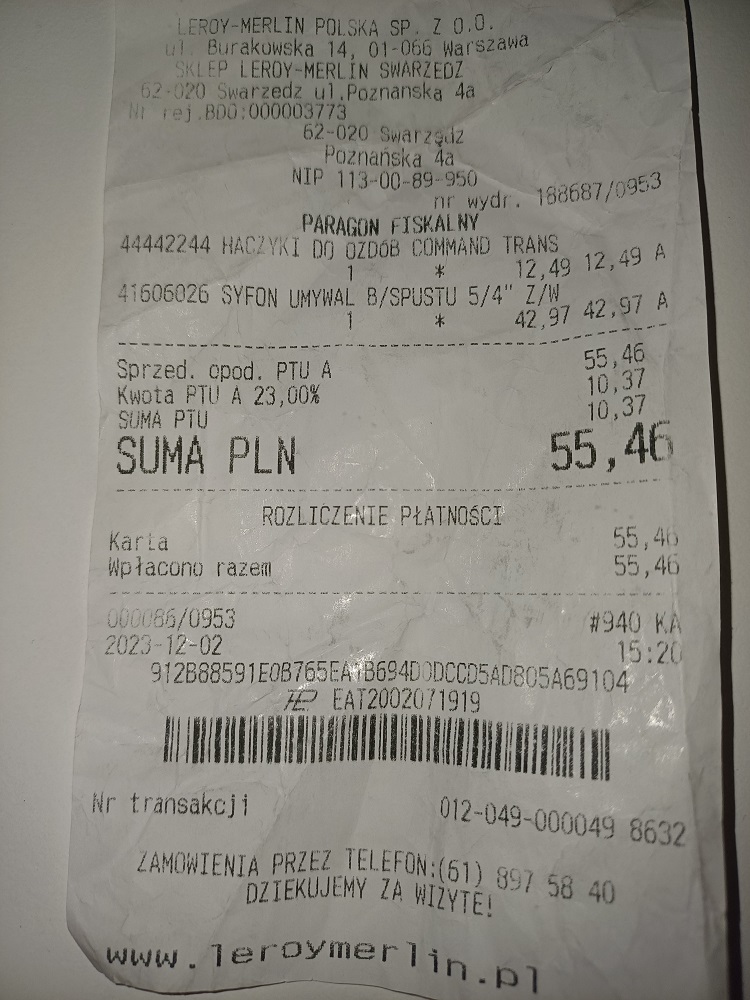 LEROY-MERLIN POLSKA SP. Z O.O.
ul. Burakowska 14, 01-066 Warszawa
SKLEP LEROY-MERLIN SWARZEDZ
62-020 Swarzedz ul.Poznanska 4a
Nr rej.BDO:000003773
62-020 Swarzędz
Poznańska 4a
NIP 113-00-89-950
nr wydr. 188687/0953
PARAGON FISKALNY
44442244 HACZYKI DO OZDÓB COMMAND TRANS
1 * 12,49 12,49 A
41606026 SYFON UMYWAL B/SPUSTU 5/4" Z/W
1 * 42,97 42,97 A
Sprzed. opod. PTU A 55,46
Kwota PTU A 23,00% 10,37
SUMA PTU 10,37
SUMA PLN 55,46
ROZLICZENIE PŁATNOŚCI
Karta 55,46
Wpłacono razem 55,46
000086/0953 #940 KA
2023-12-02 15:20
EAT2002071919
Nr transakcji 012-049-000049 8632
ZAMOWIENIA PRZEZ TELEFON:(61) 897 58 40
DZIEKUJEMY ZA WIZYTE!
www.leroymerlin.pl